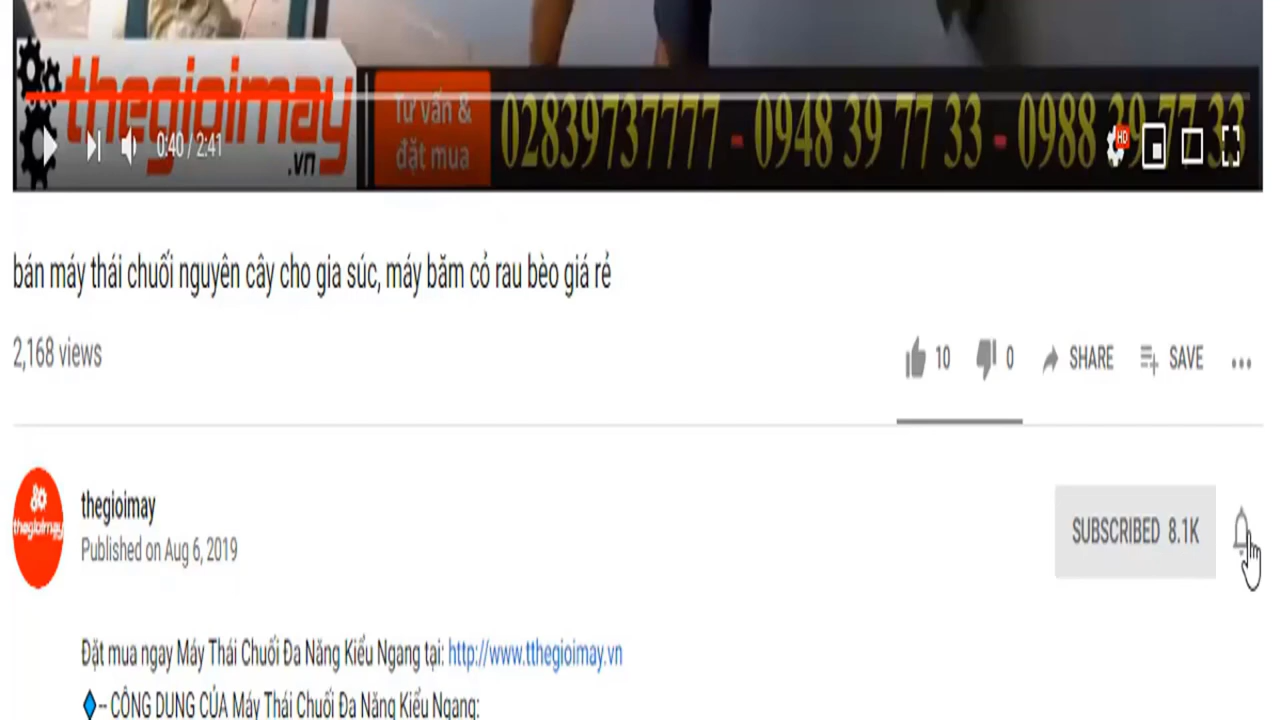 thegioimay
.vn
Tư vấn &
đặt mua
02839737777 - 0948 39 77 33 - 0988 39 77 33
HD
0:40 / 2:41
bán máy thái chuối nguyên cây cho gia súc, máy băm cỏ rau bèo giá rẻ
2,168 views
10 0 SHARE SAVE
thegioimay
thegioimay
Published on Aug 6, 2019
SUBSCRIBED 8.1K
Đặt mua ngay Máy Thái Chuối Đa Năng Kiểu Ngang tại: http://www.tthegioimay.vn
-- CÔNG DỤNG CỦA Máy Thái Chuối Đa Năng Kiểu Ngang: